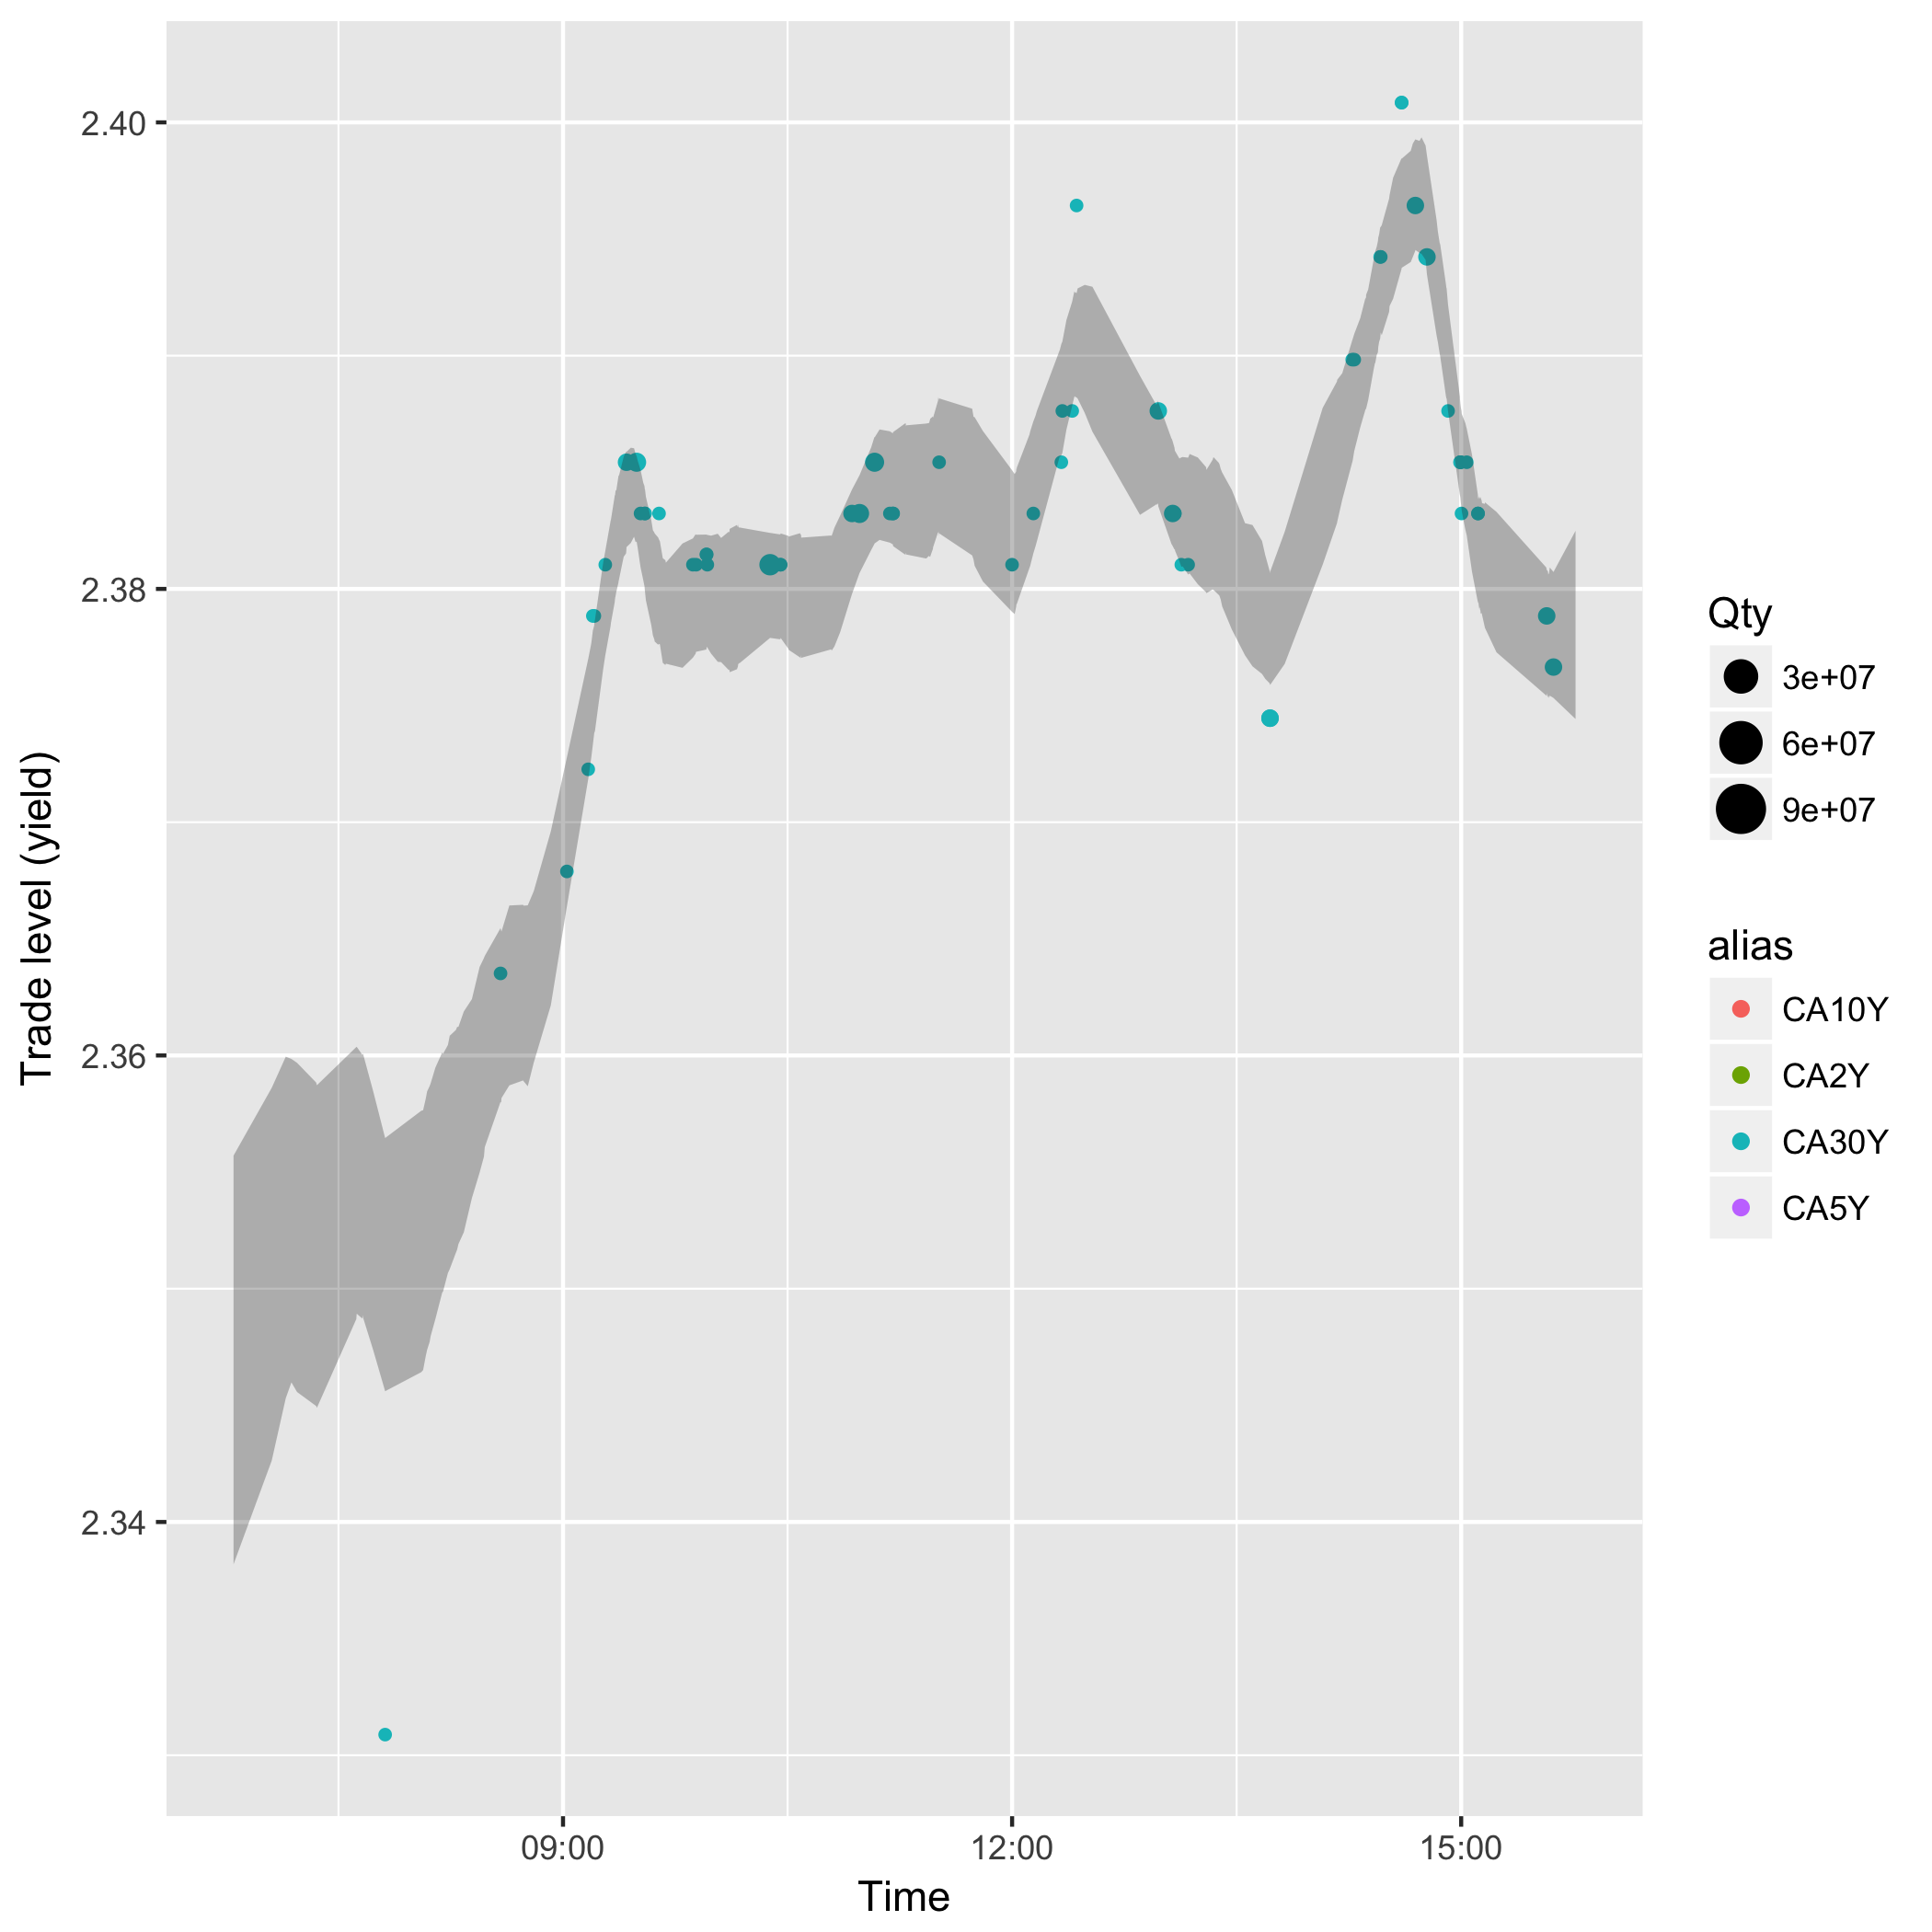 Trade level (yield)
2.40
2.38
2.36
2.34
09:00
12:00
15:00
Time
Qty
3e+07
6e+07
9e+07
alias
CA10Y
CA2Y
CA30Y
CA5Y